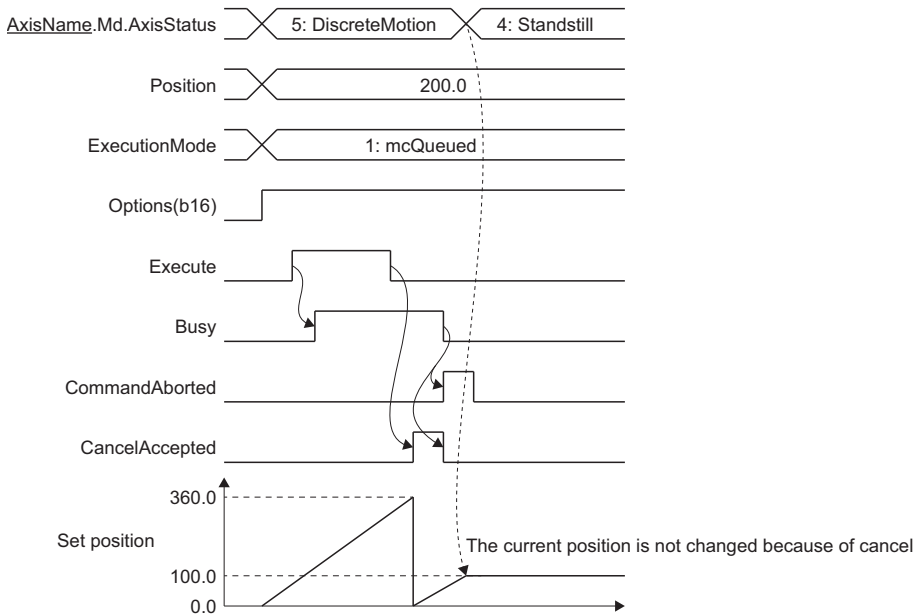 AxisName.Md.AxisStatus 5: DiscreteMotion 4: Standstill
Position 200.0
ExecutionMode 1: mcQueued
Options(b16)
Execute
Busy
CommandAborted
CancelAccepted
360.0
Set position
The current position is not changed because of cancel
100.0
0.0